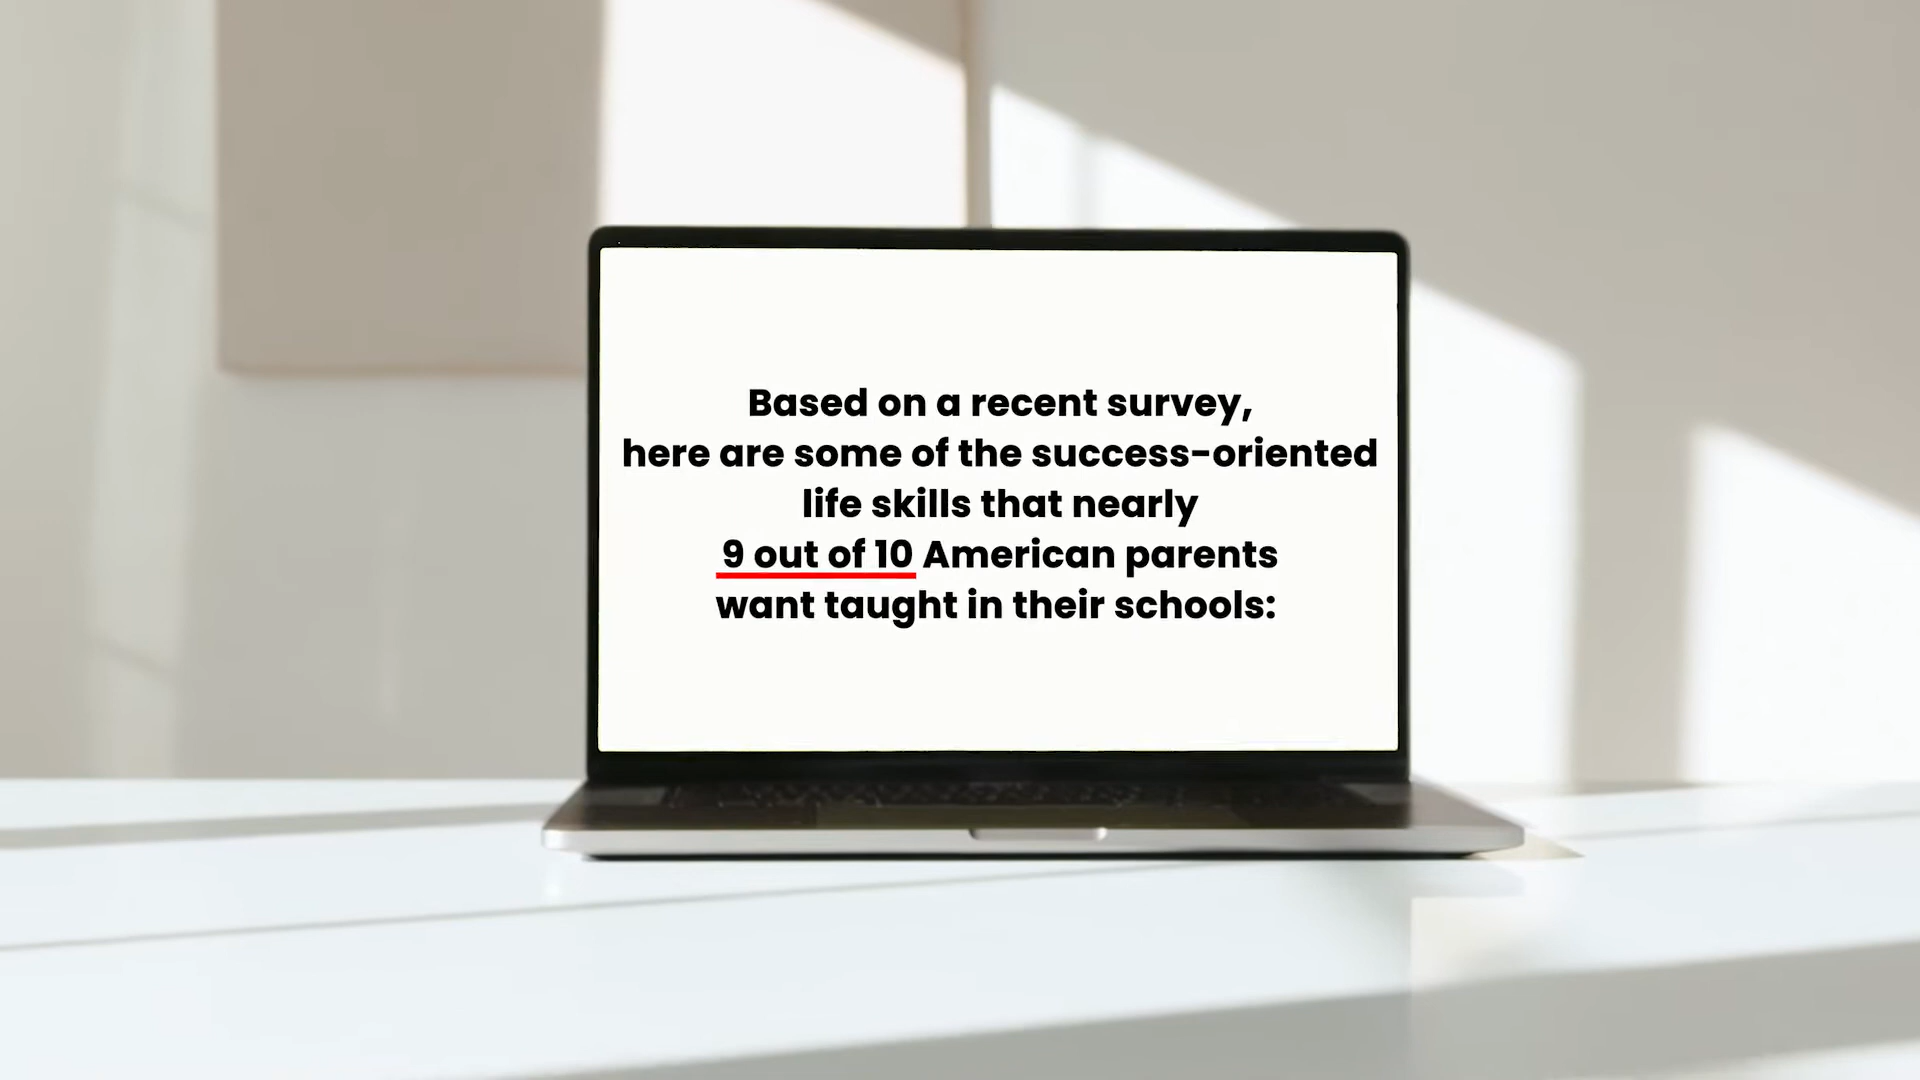 Based on a recent survey,
here are some of the success-oriented
life skills that nearly
9 out of 10 American parents
want taught in their schools: